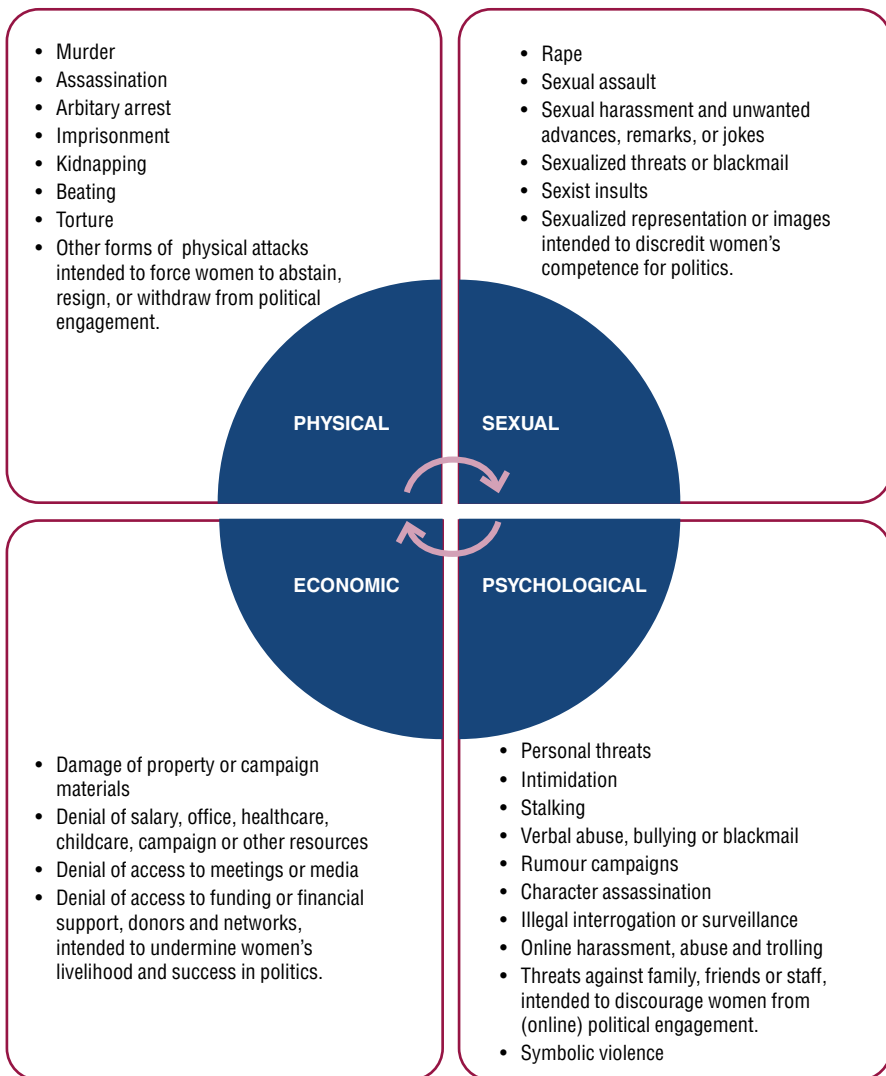 • Murder
• Assassination
• Arbitary arrest
• Imprisonment
• Kidnapping
• Beating
• Torture
• Other forms of physical attacks
intended to force women to abstain,
resign, or withdraw from political
engagement.
PHYSICAL
• Rape
• Sexual assault
• Sexual harassment and unwanted
advances, remarks, or jokes
• Sexualized threats or blackmail
• Sexist insults
• Sexualized representation or images
intended to discredit women’s
competence for politics.
SEXUAL
ECONOMIC
• Damage of property or campaign
materials
• Denial of salary, office, healthcare,
childcare, campaign or other resources
• Denial of access to meetings or media
• Denial of access to funding or financial
support, donors and networks,
intended to undermine women’s
livelihood and success in politics.
PSYCHOLOGICAL
• Personal threats
• Intimidation
• Stalking
• Verbal abuse, bullying or blackmail
• Rumour campaigns
• Character assassination
• Illegal interrogation or surveillance
• Online harassment, abuse and trolling
• Threats against family, friends or staff,
intended to discourage women from
(online) political engagement.
• Symbolic violence